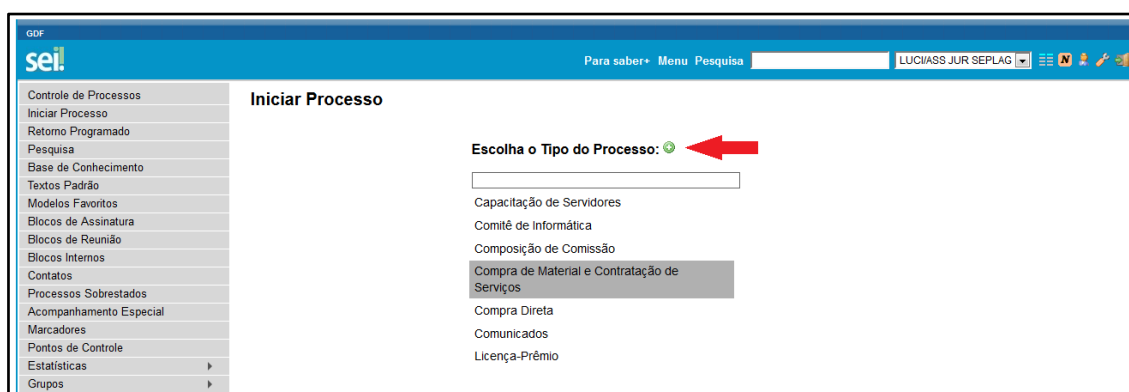 GDF
sei!
Para saber+ Menu Pesquisa LUCI/ASS JUR SEPLAG N
Controle de Processos
Iniciar Processo
Retorno Programado
Pesquisa
Base de Conhecimento
Textos Padrão
Modelos Favoritos
Blocos de Assinatura
Blocos de Reunião
Blocos Internos
Contatos
Processos Sobrestados
Acompanhamento Especial
Marcadores
Pontos de Controle
Estatísticas
Grupos
Iniciar Processo
Escolha o Tipo do Processo:
Capacitação de Servidores
Comitê de Informática
Composição de Comissão
Compra de Material e Contratação de
Serviços
Compra Direta
Comunicados
Licença-Prêmio